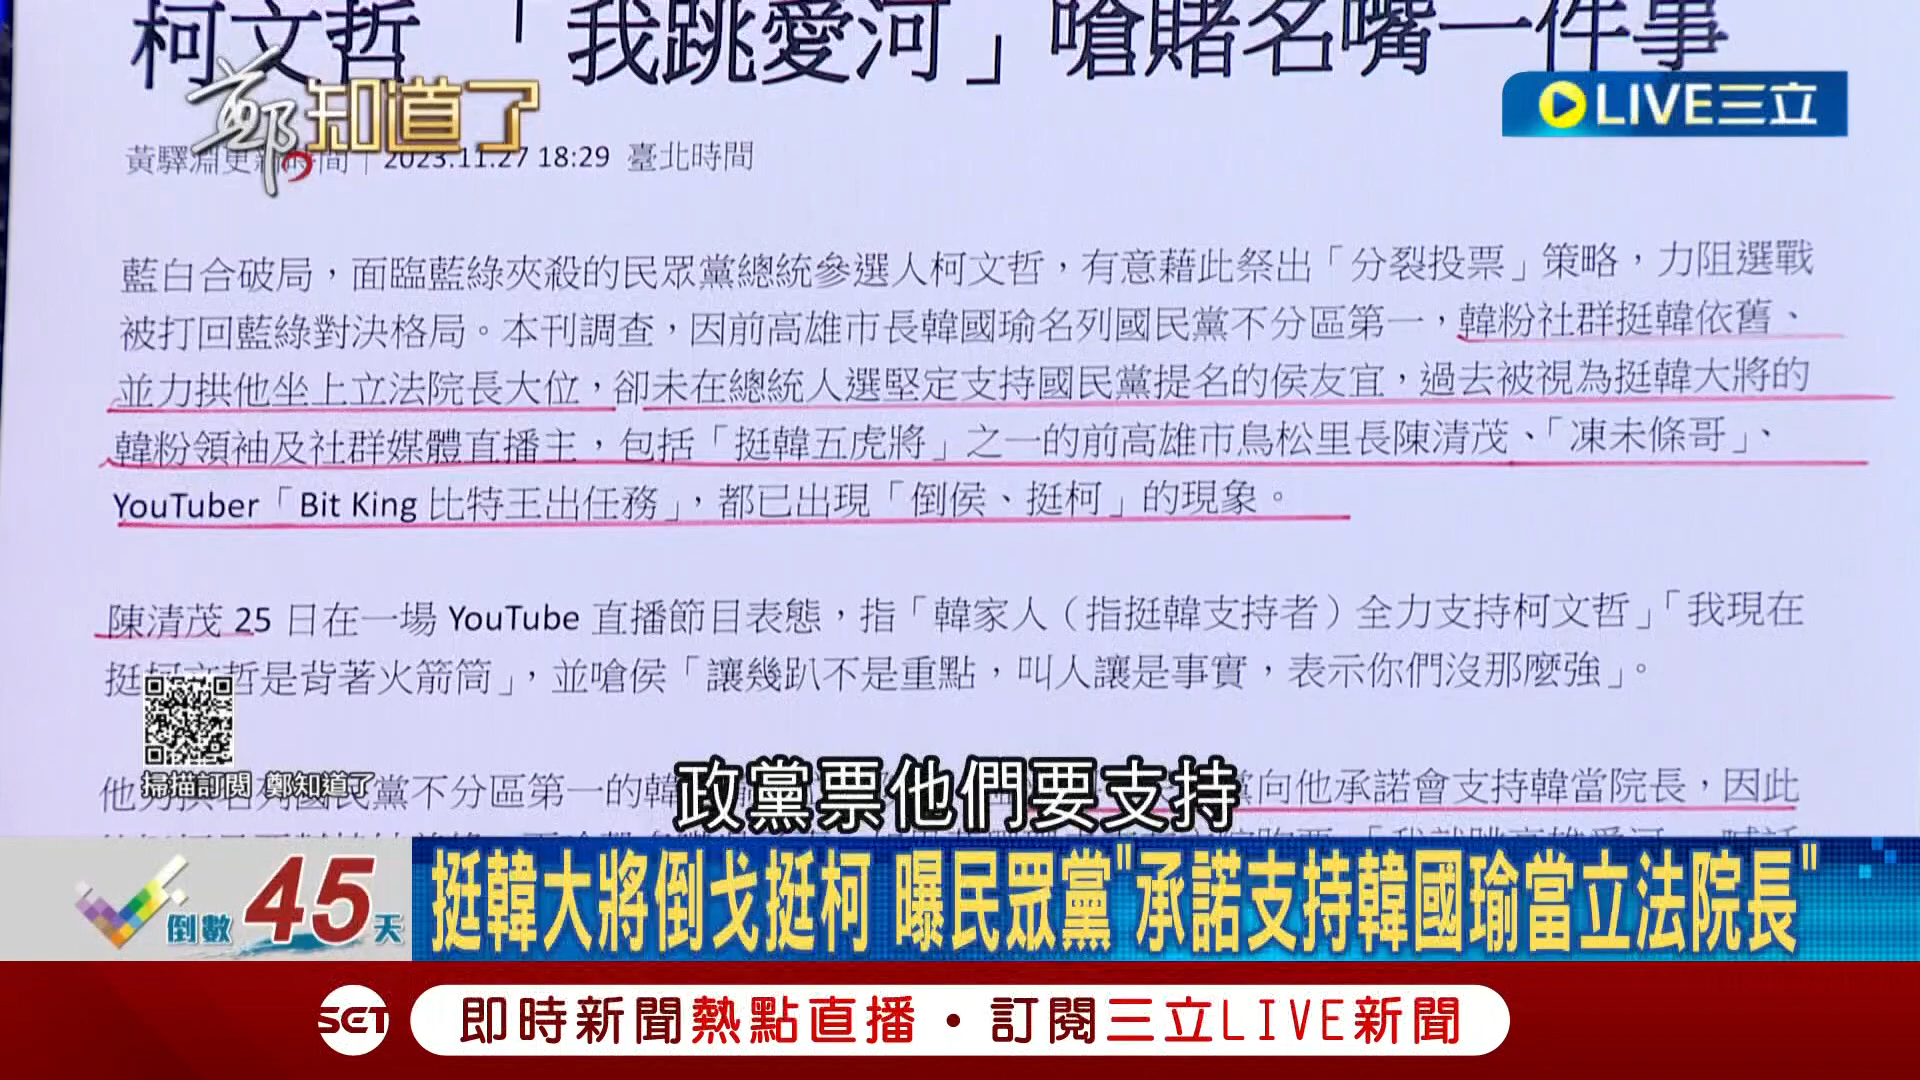 柯文哲「我跳愛河」嗆賭名嘴一件事
鄭知道了
LIVE三立
2023.11.27 18:29 臺北時間
藍白合破局，面臨藍綠夾殺的民眾黨總統參選人柯文哲，有意藉此祭出「分裂投票」策略，力阻選戰
被打回藍綠對決格局。本刊調查，因前高雄市長韓國瑜名列國民黨不分區第一，韓粉社群挺韓依舊、
並力拱他坐上立法院長大位，卻未在總統人選堅定支持國民黨提名的侯友宜，過去被視為挺韓大將的
韓粉領袖及社群媒體直播主，包括「挺韓五虎將」之一的前高雄市鳥松里長陳清茂、「凍未條哥」、
YouTuber「Bit King 比特王出任務」，都已出現「倒侯、挺柯」的現象。
陳清茂 25 日在一場 YouTube 直播節目表態，指「韓家人（指挺韓支持者）全力支持柯文哲」「我現在
挺柯文哲是背著火箭筒」，並嗆侯「讓幾趴不是重點，叫人讓是事實，表示你們沒那麼強」。
掃描訂閱 鄭知道了
國民黨不分區第一的韓
黨向他承諾會支持韓當院長，因此
政黨票他們要支持
倒數45天
挺韓大將倒戈挺柯 曝民眾黨"承諾支持韓國瑜當立法院長"
SET
即時新聞熱點直播・訂閱三立LIVE新聞